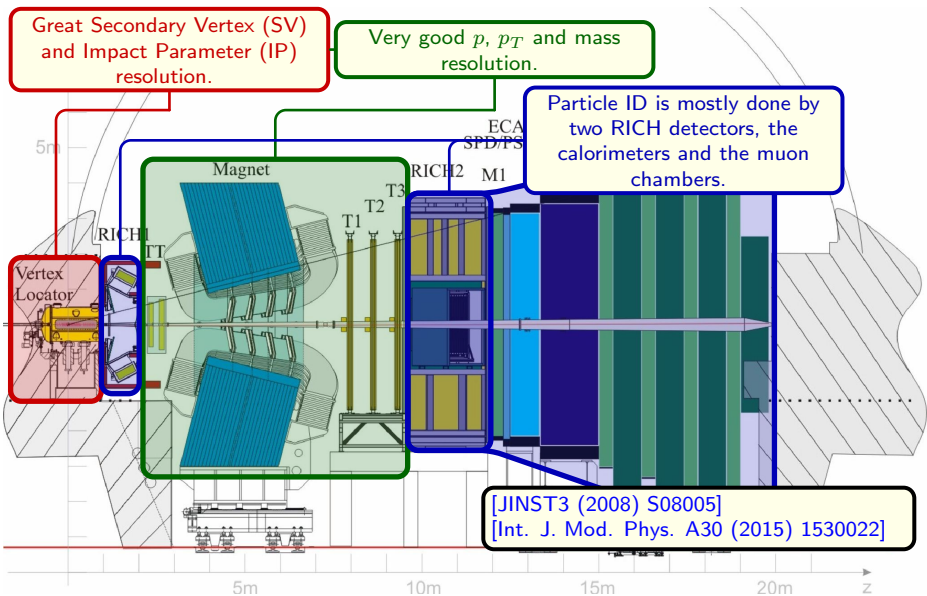 Great Secondary Vertex (SV)
and Impact Parameter (IP)
resolution.
Very good p, p_T and mass
resolution.
Particle ID is mostly done by
two RICH detectors, the
calorimeters and the muon
chambers.
5m
ECA
SPD/PS
Magnet
RICH2
M1
T3
T2
T1
RICH1
TT
Vertex
Locator
[JINST3 (2008) S08005]
[Int. J. Mod. Phys. A30 (2015) 1530022]
5m
10m
15m
20m
z